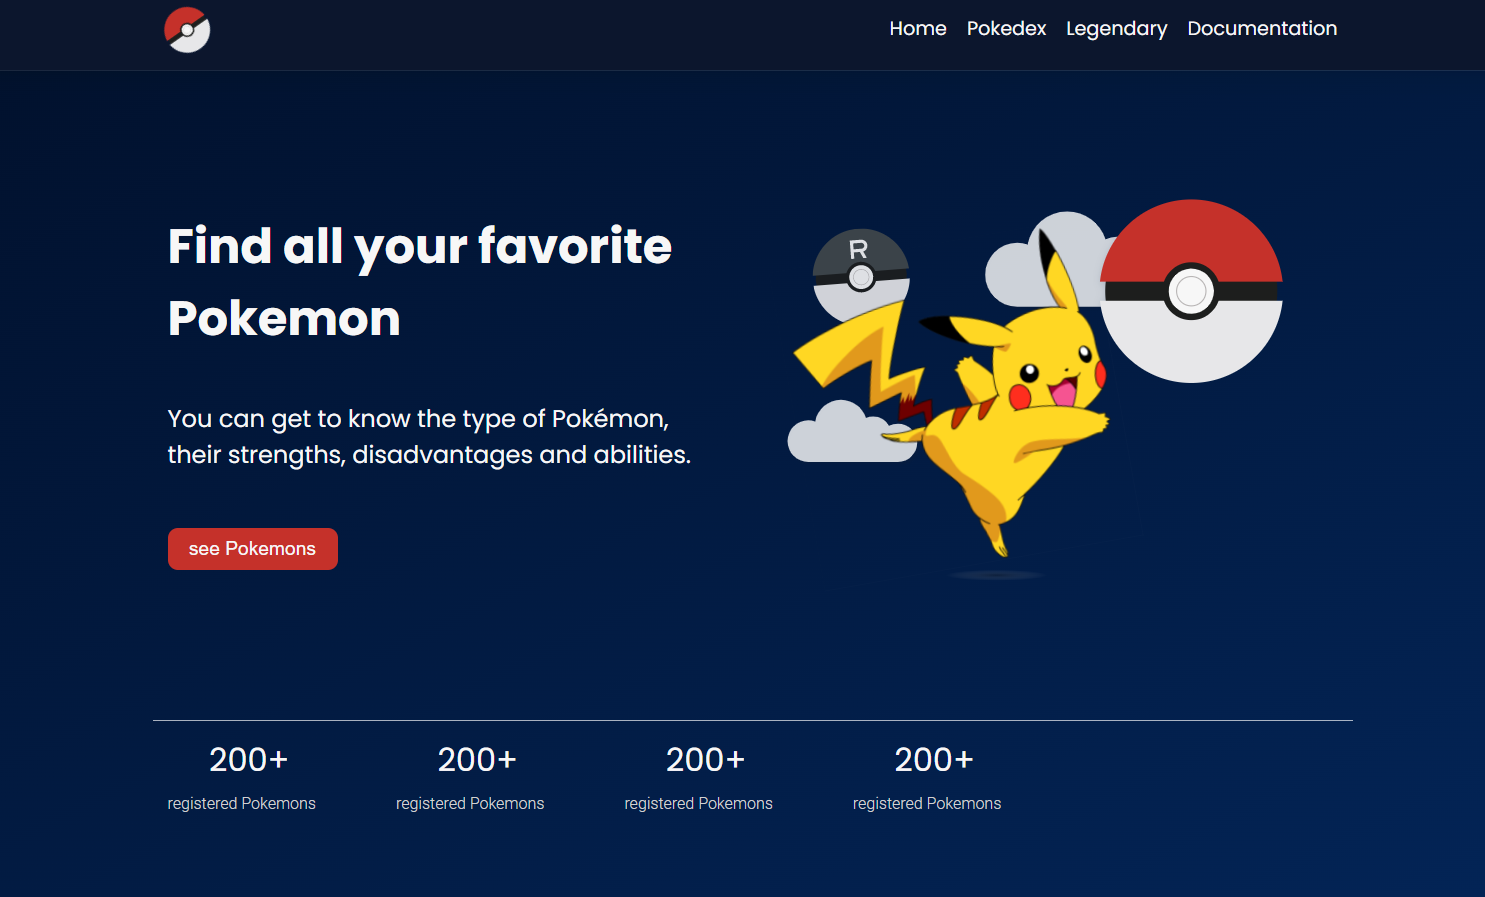 Home Pokedex Legendary Documentation
Find all your favorite
Pokemon
R
You can get to know the type of Pokémon,
their strengths, disadvantages and abilities.
see Pokemons
200+ 200+ 200+ 200+
registered Pokemons registered Pokemons registered Pokemons registered Pokemons